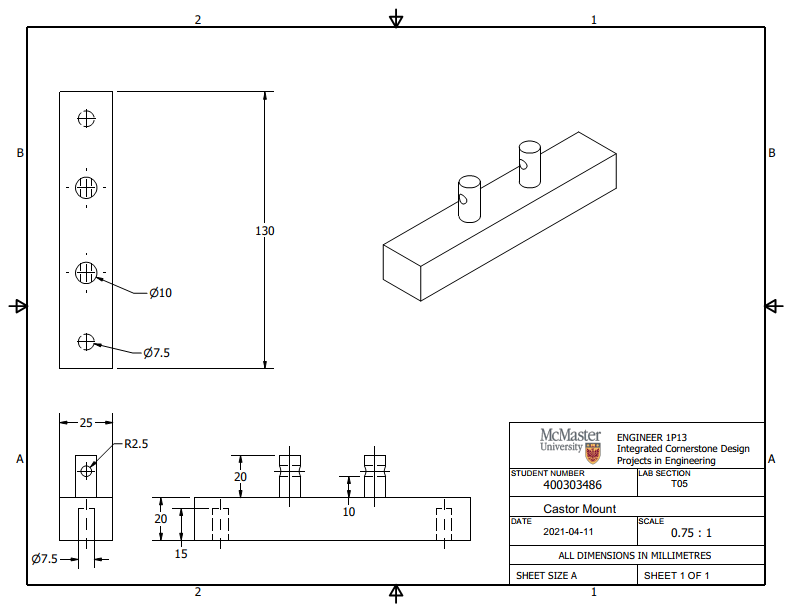 2
1
B
B
130
Ø10
Ø7.5
25
R2.5
A
A
20
20
10
15
Ø7.5
McMaster
University
ENGINEER 1P13
Integrated Cornerstone Design
Projects in Engineering
STUDENT NUMBER
400303486
LAB SECTION
T05
Castor Mount
DATE
2021-04-11
SCALE
0.75 : 1
ALL DIMENSIONS IN MILLIMETRES
SHEET SIZE A
SHEET 1 OF 1
2
1